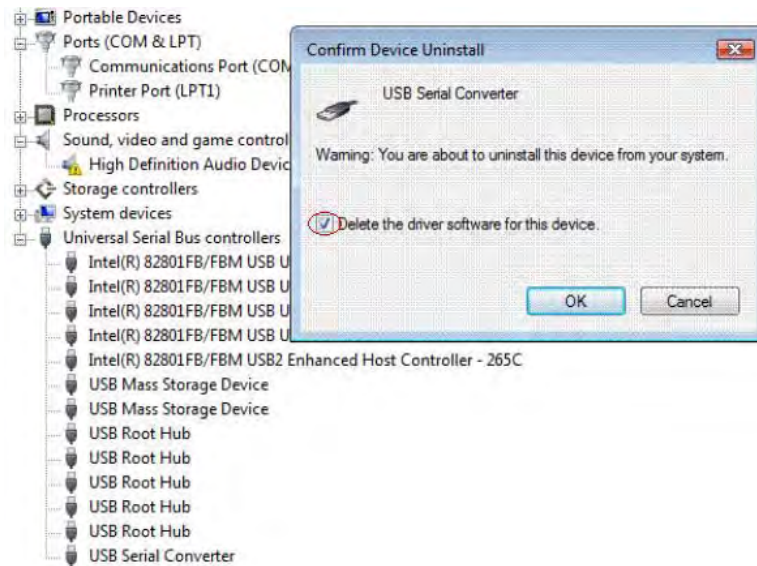 Portable Devices
Ports (COM & LPT)
Communications Port (COM
Printer Port (LPT1)
Processors
Sound, video and game control
High Definition Audio Devic
Storage controllers
System devices
Universal Serial Bus controllers
Intel(R) 82801FB/FBM USB U
Intel(R) 82801FB/FBM USB U
Intel(R) 82801FB/FBM USB U
Intel(R) 82801FB/FBM USB U
Intel(R) 82801FB/FBM USB2 Enhanced Host Controller - 265C
USB Mass Storage Device
USB Mass Storage Device
USB Root Hub
USB Root Hub
USB Root Hub
USB Root Hub
USB Root Hub
USB Serial Converter
Confirm Device Uninstall
USB Serial Converter
Warning: You are about to uninstall this device from your system.
Delete the driver software for this device.
OK
Cancel